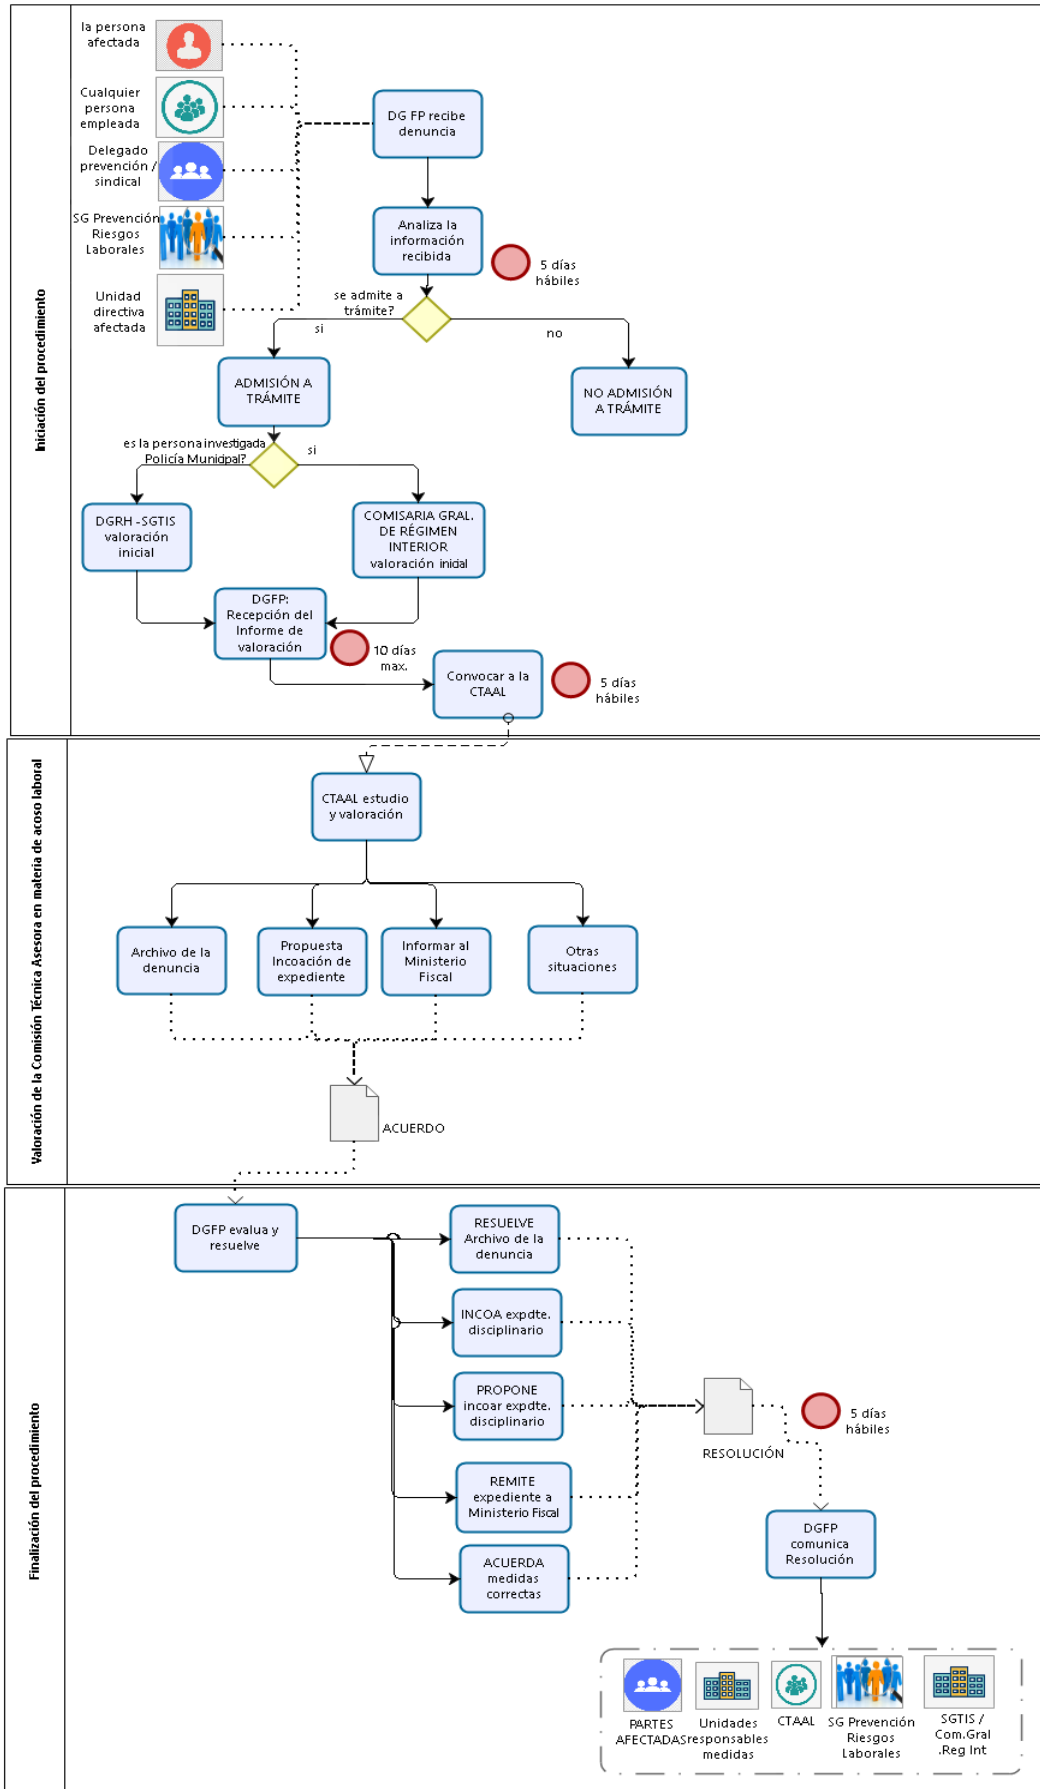 Iniciación del procedimiento
la persona
afectada
Cualquier
persona
empleada
Delegado
prevención /
sindical
SG Prevención
Riesgos
Laborales
Unidad
directiva
afectada
DG FP recibe
denuncia
Analiza la
información
recibida
5 días
hábiles
se admite a
trámite?
si
no
ADMISIÓN A
TRÁMITE
NO ADMISIÓN
A TRÁMITE
es la persona investigada
Policía Municipal?
si
DGRH -SGTIS
valoración
inicial
COMISARIA GRAL.
DE RÉGIMEN
INTERIOR
valoración inicial
DGFP:
Recepción del
Informe de
valoración
10 días
max.
Convocar a la
CTAAL
5 días
hábiles
Valoración de la Comisión Técnica Asesora en materia de acoso laboral
CTAAL estudio
y valoración
Archivo de la
denuncia
Propuesta
Incoación de
expediente
Informar al
Ministerio
Fiscal
Otras
situaciones
ACUERDO
Finalización del procedimiento
DGFP evalua y
resuelve
RESUELVE
Archivo de la
denuncia
INCOA expdte.
disciplinario
PROPONE
incoar expdte.
disciplinario
REMITE
expediente a
Ministerio Fiscal
ACUERDA
medidas
correctas
RESOLUCIÓN
5 días
hábiles
DGFP
comunica
Resolución
PARTES
AFECTADAS
Unidades
responsables
medidas
CTAAL
SG Prevención
Riesgos
Laborales
SGTIS /
Com.Gral
.Reg Int